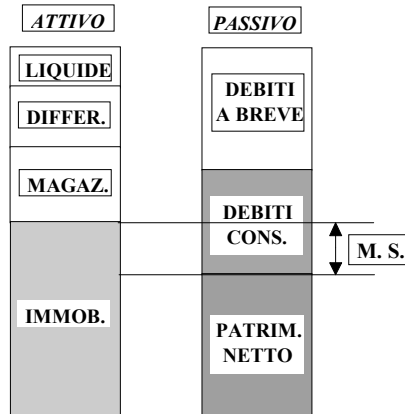 ATTIVO
PASSIVO
LIQUIDE
DIFFER.
MAGAZ.
IMMOB.
DEBITI
A BREVE
DEBITI
CONS.
PATRIM.
NETTO
M. S.